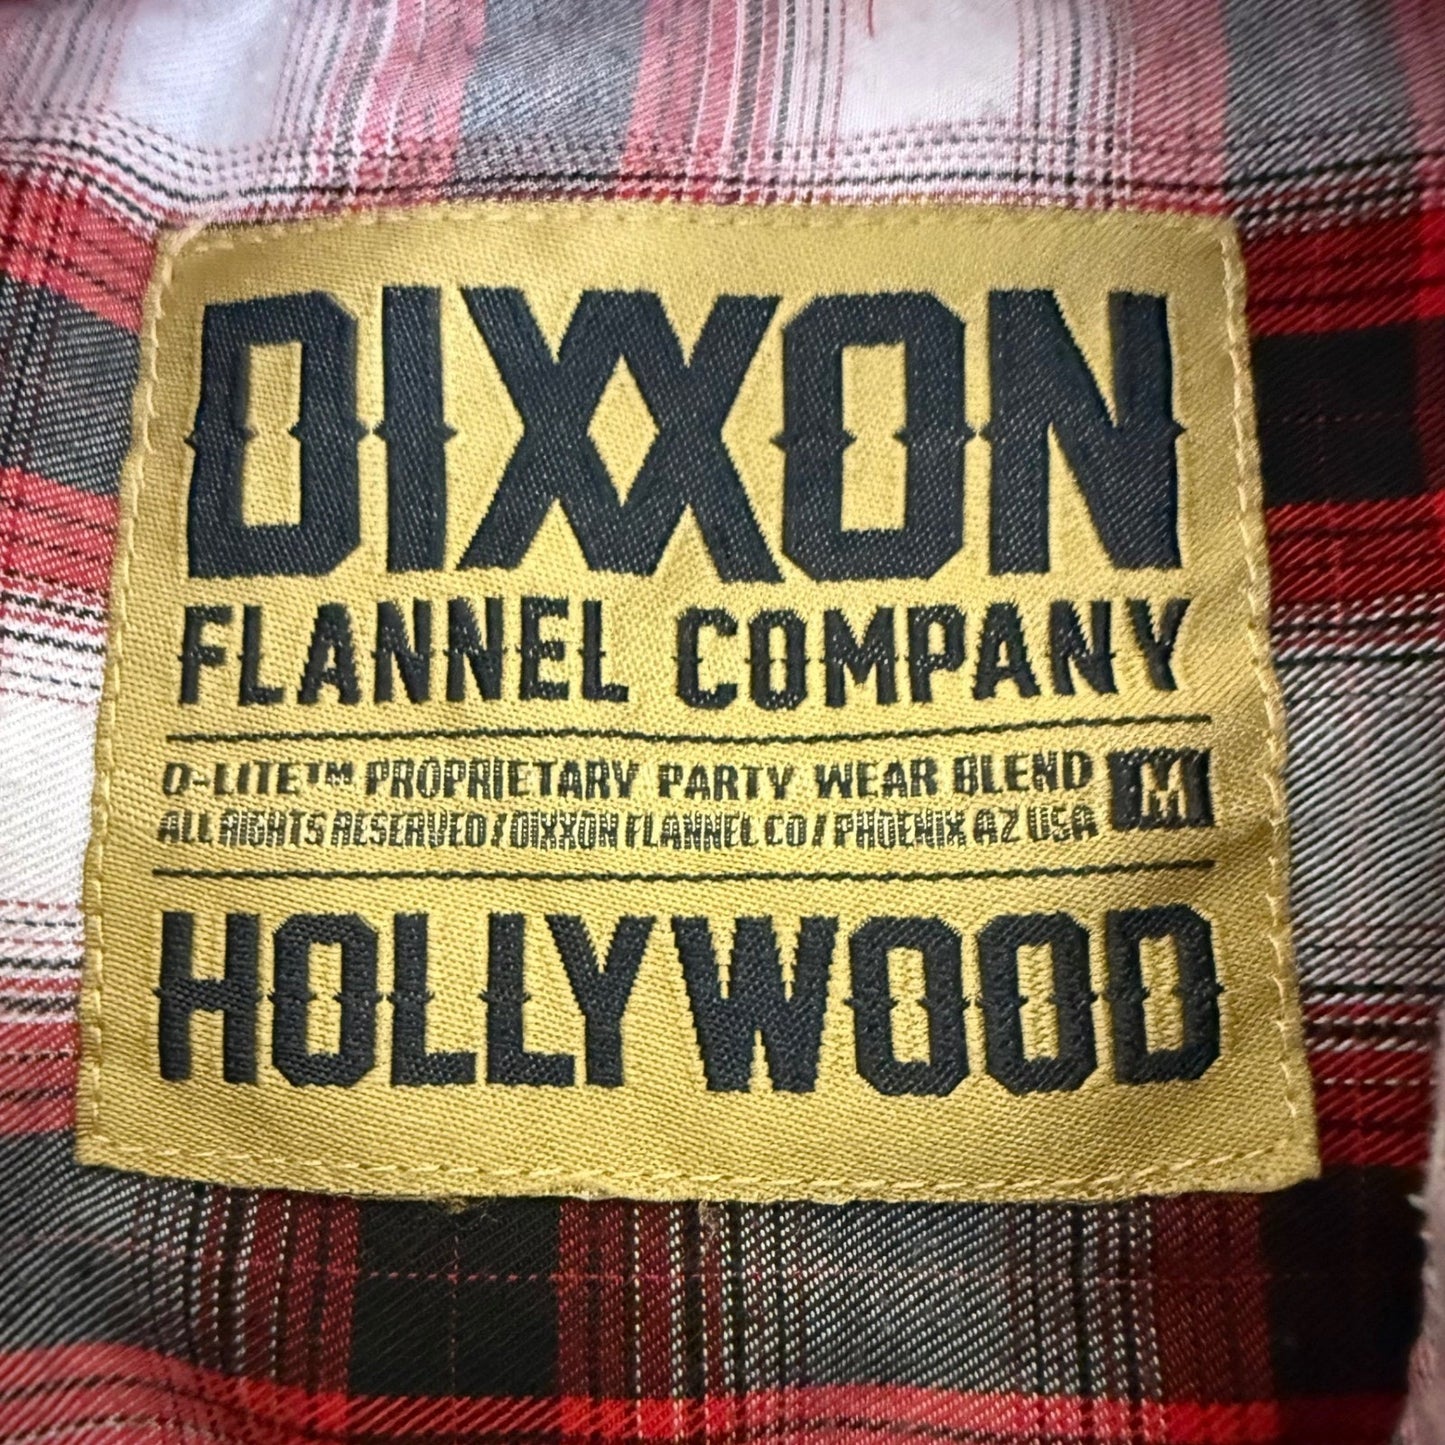 DIXXON
FLANNEL COMPANY
D-LITE™ PROPRIETARY PARTY WEAR BLEND
ALL RIGHTS RESERVED / DIXXON FLANNEL CO / PHOENIX AZ USA
M
HOLLYWOOD